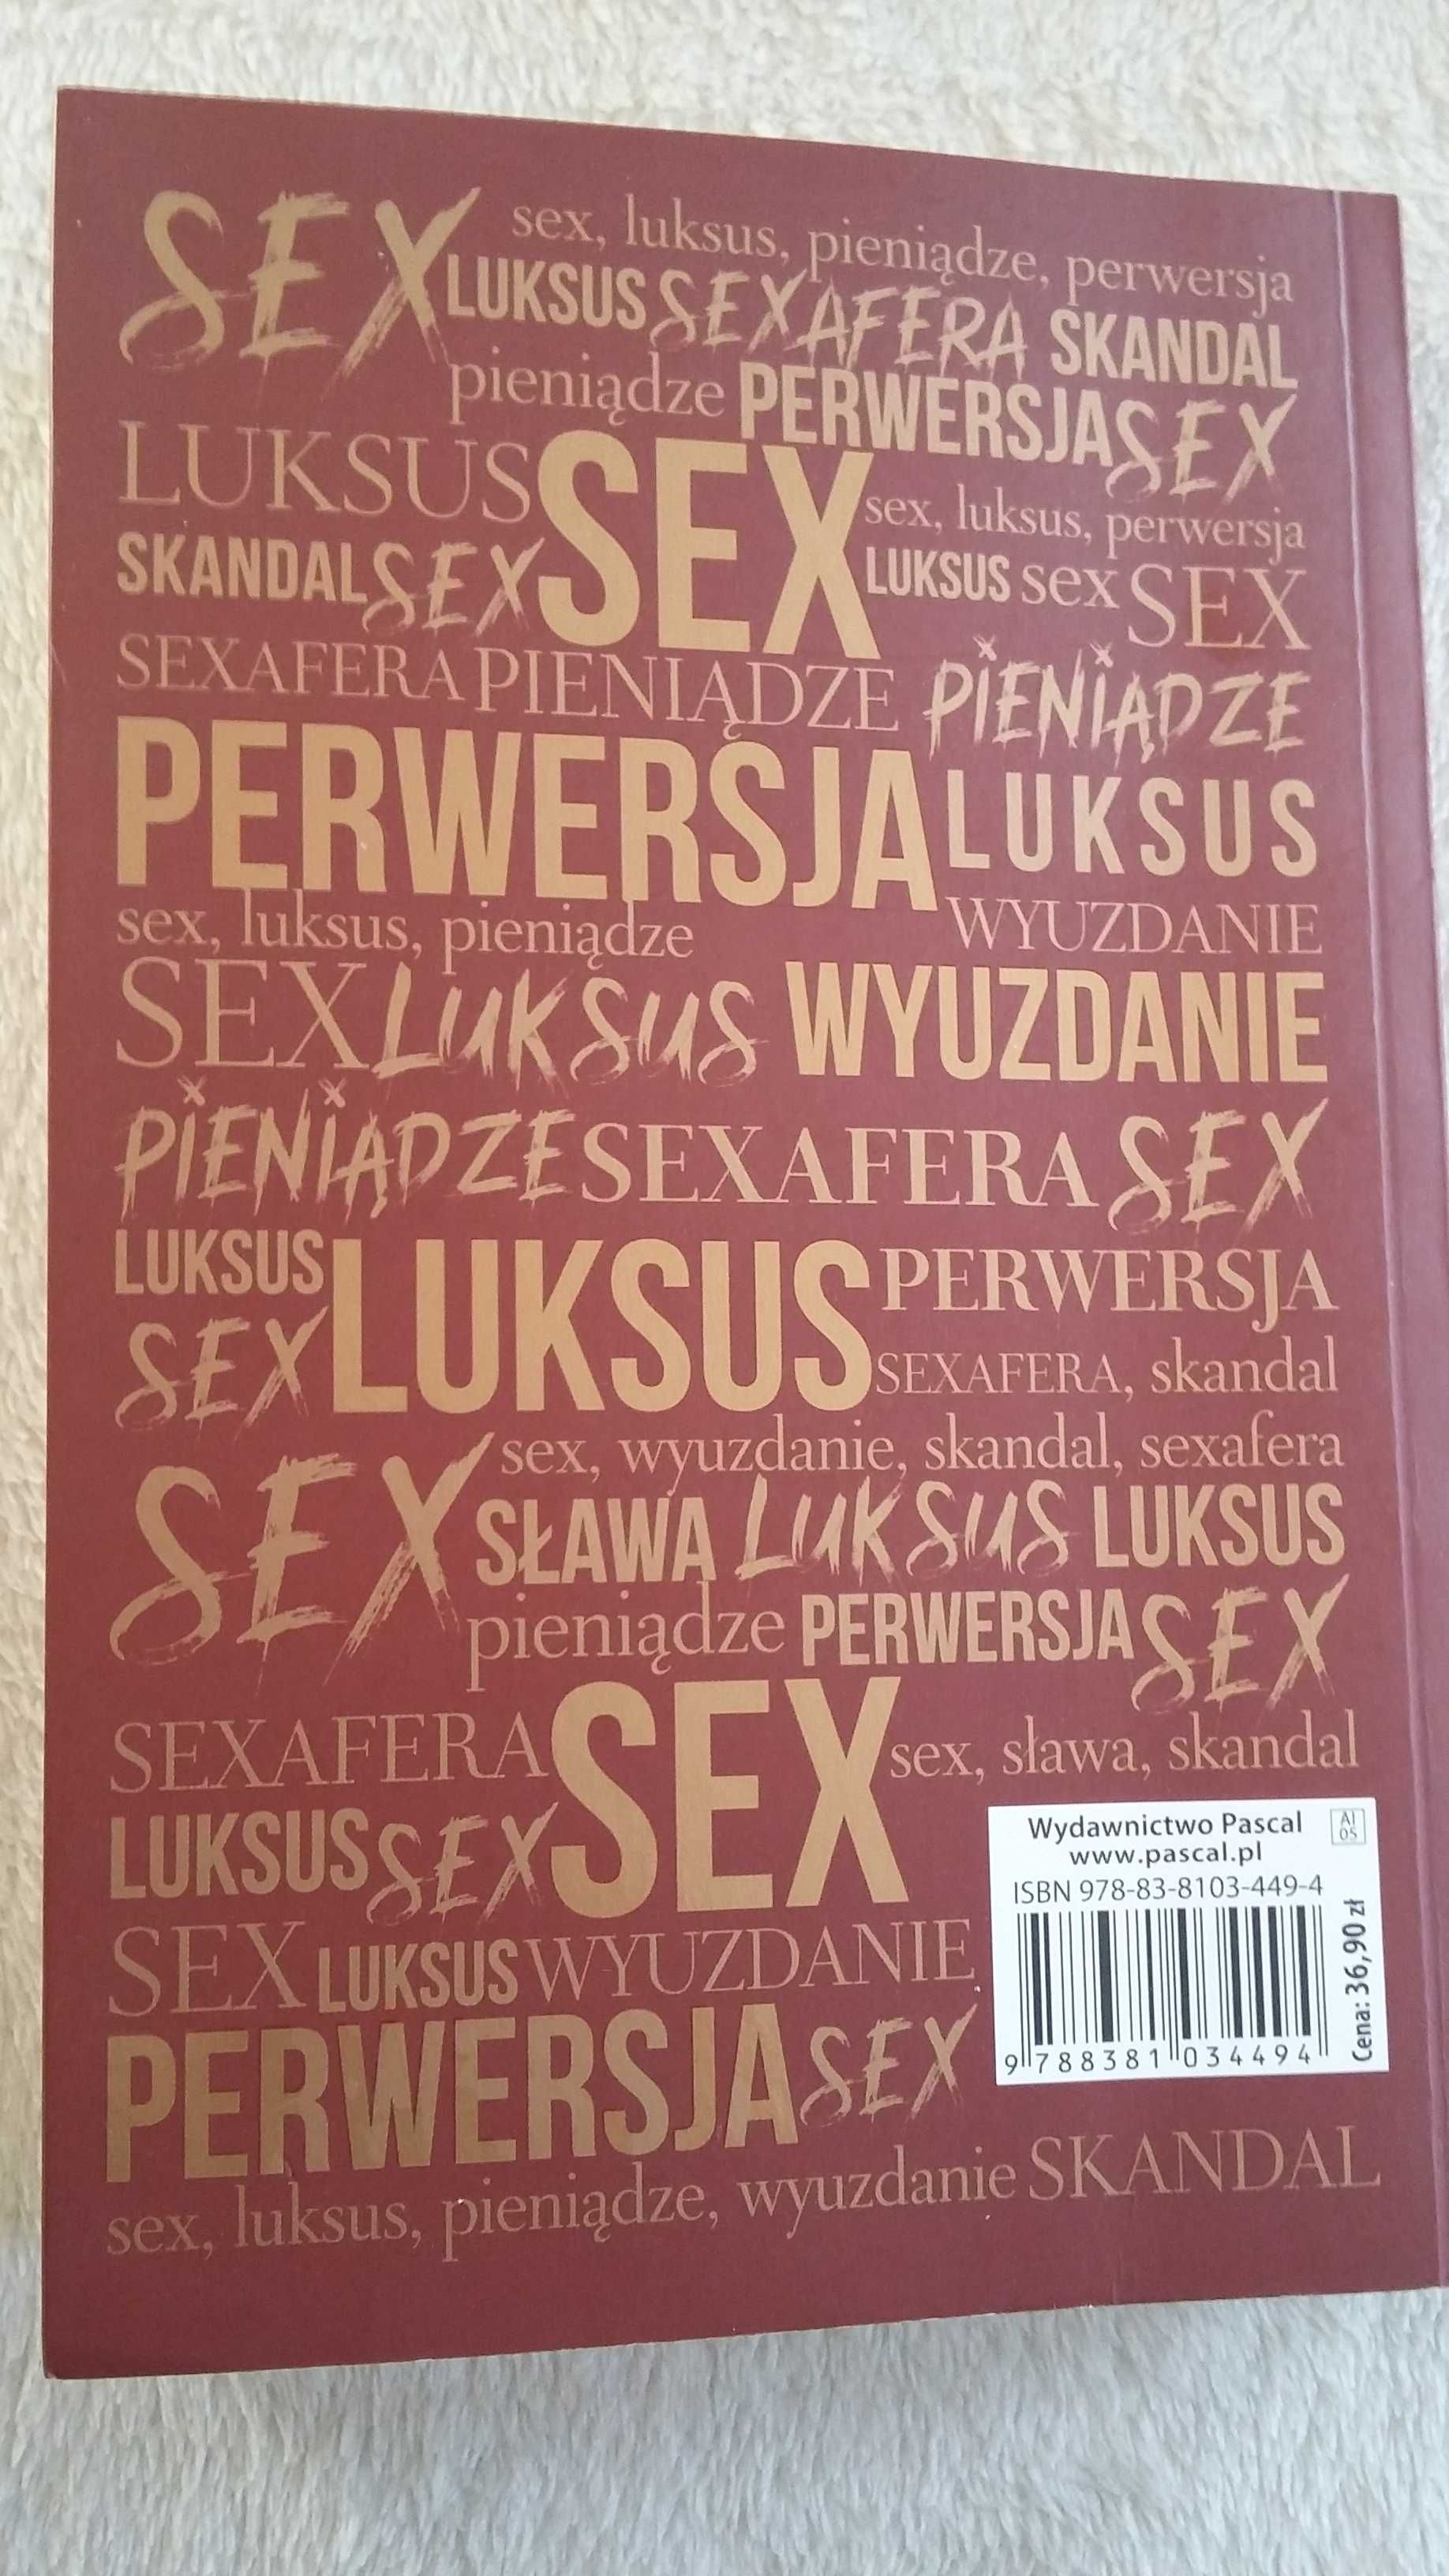 SEX sex, luksus, pieniądze, perwersja
LUKSUS SEXAFERA SKANDAL
pieniądze PERWERSJA SEX
LUKSUS SEX sex, luksus, perwersja
SKANDAL SEX LUKSUS sex SEX
SEXAFERA PIENIĄDZE PIENIĄDZE
PERWERSJA LUKSUS
sex, luksus, pieniądze WYUZDANIE
SEX LUKSUS WYUZDANIE
PIENIĄDZE SEXAFERA SEX
LUKSUS LUKSUS PERWERSJA
SEX SEXAFERA, skandal
SEX sex, wyuzdanie, skandal, sexafera
SŁAWA LUKSUS LUKSUS
pieniądze PERWERSJA SEX
SEXAFERA SEX sex, sława, skandal
LUKSUS SEX
SEX LUKSUS WYUZDANIE
PERWERSJA SEX
sex, luksus, pieniądze, wyuzdanie SKANDAL
Wydawnictwo Pascal
www.pascal.pl
AI
05
ISBN 978-83-8103-449-4
9 788381 034494
Cena: 36,90 zł